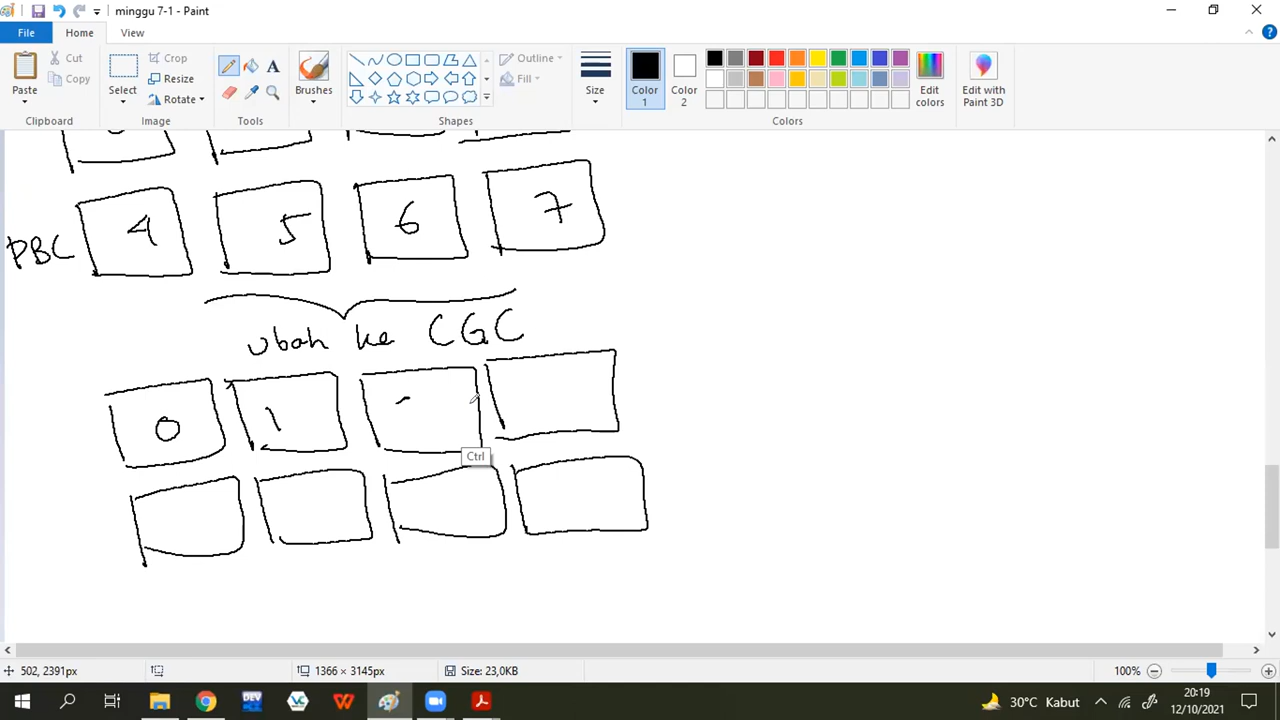 minggu 7-1 - Paint
File Home View
Paste Cut Copy Select Crop Resize Rotate A Brushes Outline Fill Size Color 1 Color 2 Edit colors Edit with Paint 3D
Clipboard Image Tools Shapes Colors
PBC 4 5 6 7
ubah ke CGC
0 1
Ctrl
502, 2391px 1366 × 3145px Size: 23,0KB 100%
DEV VC W 30°C Kabut 20:19
12/10/2021